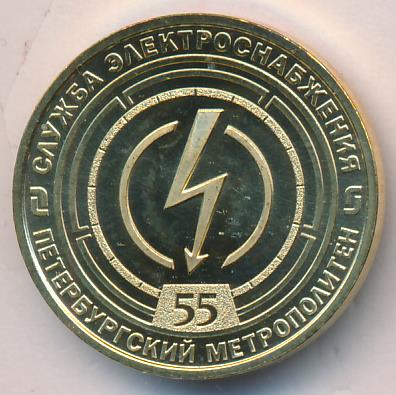 СЛУЖБА ЭЛЕКТРОСНАБЖЕНИЯ
ПЕТЕРБУРГСКИЙ МЕТРОПОЛИТЕН
55